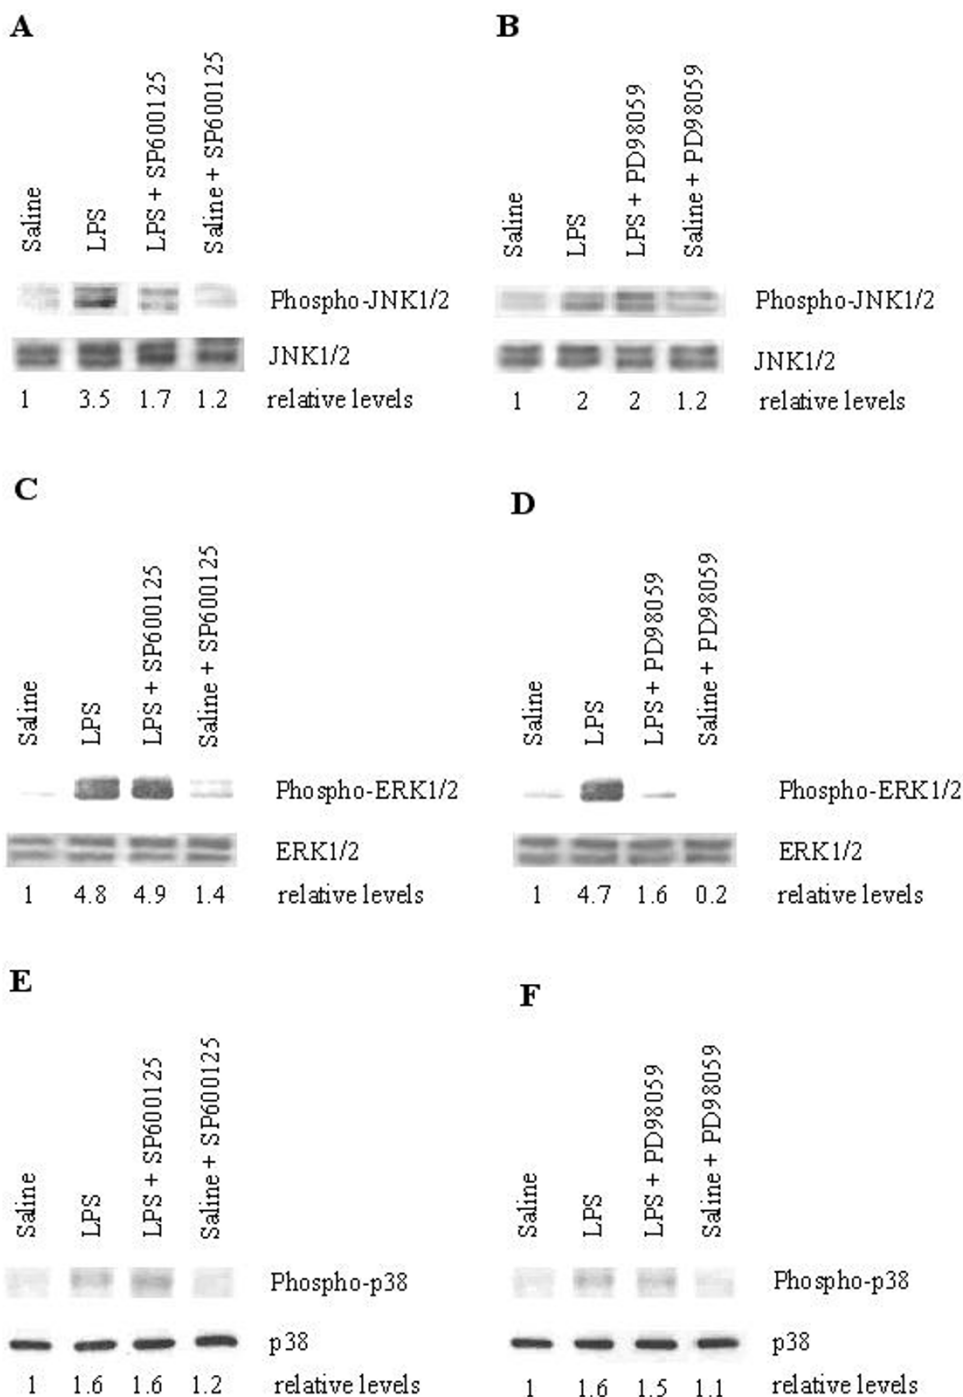 A
B
Saline
LPS
LPS + SP600125
Saline + SP600125
Saline
LPS
LPS + PD98059
Saline + PD98059
Phospho-JNK1/2
Phospho-JNK1/2
JNK1/2
JNK1/2
1 3.5 1.7 1.2 relative levels
1 2 2 1.2 relative levels
C
D
Saline
LPS
LPS + SP600125
Saline + SP600125
Saline
LPS
LPS + PD98059
Saline + PD98059
Phospho-ERK1/2
Phospho-ERK1/2
ERK1/2
ERK1/2
1 4.8 4.9 1.4 relative levels
1 4.7 1.6 0.2 relative levels
E
F
Saline
LPS
LPS + SP600125
Saline + SP600125
Saline
LPS
LPS + PD98059
Saline + PD98059
Phospho-p38
Phospho-p38
p38
p38
1 1.6 1.6 1.2 relative levels
1 1.6 1.5 1.1 relative levels